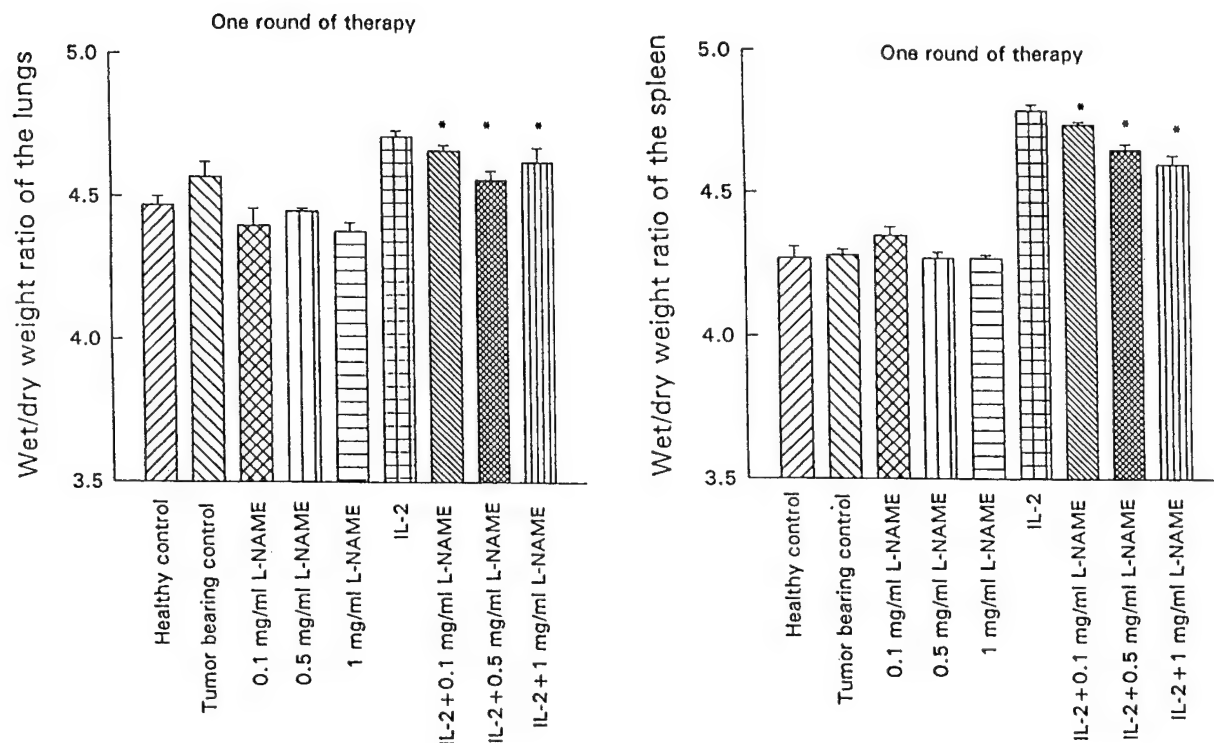 One round of therapy
Wet/dry weight ratio of the lungs
5.0
4.5
4.0
3.5
*
*
*
Healthy control
Tumor bearing control
0.1 mg/ml L-NAME
0.5 mg/ml L-NAME
1 mg/ml L-NAME
IL-2
IL-2+0.1 mg/ml L-NAME
IL-2+0.5 mg/ml L-NAME
IL-2+1 mg/ml L-NAME
One round of therapy
Wet/dry weight ratio of the spleen
5.0
4.5
4.0
3.5
*
*
*
Healthy control
Tumor bearing control
0.1 mg/ml L-NAME
0.5 mg/ml L-NAME
1 mg/ml L-NAME
IL-2
IL-2+0.1 mg/ml L-NAME
IL-2+0.5 mg/ml L-NAME
IL-2+1 mg/ml L-NAME